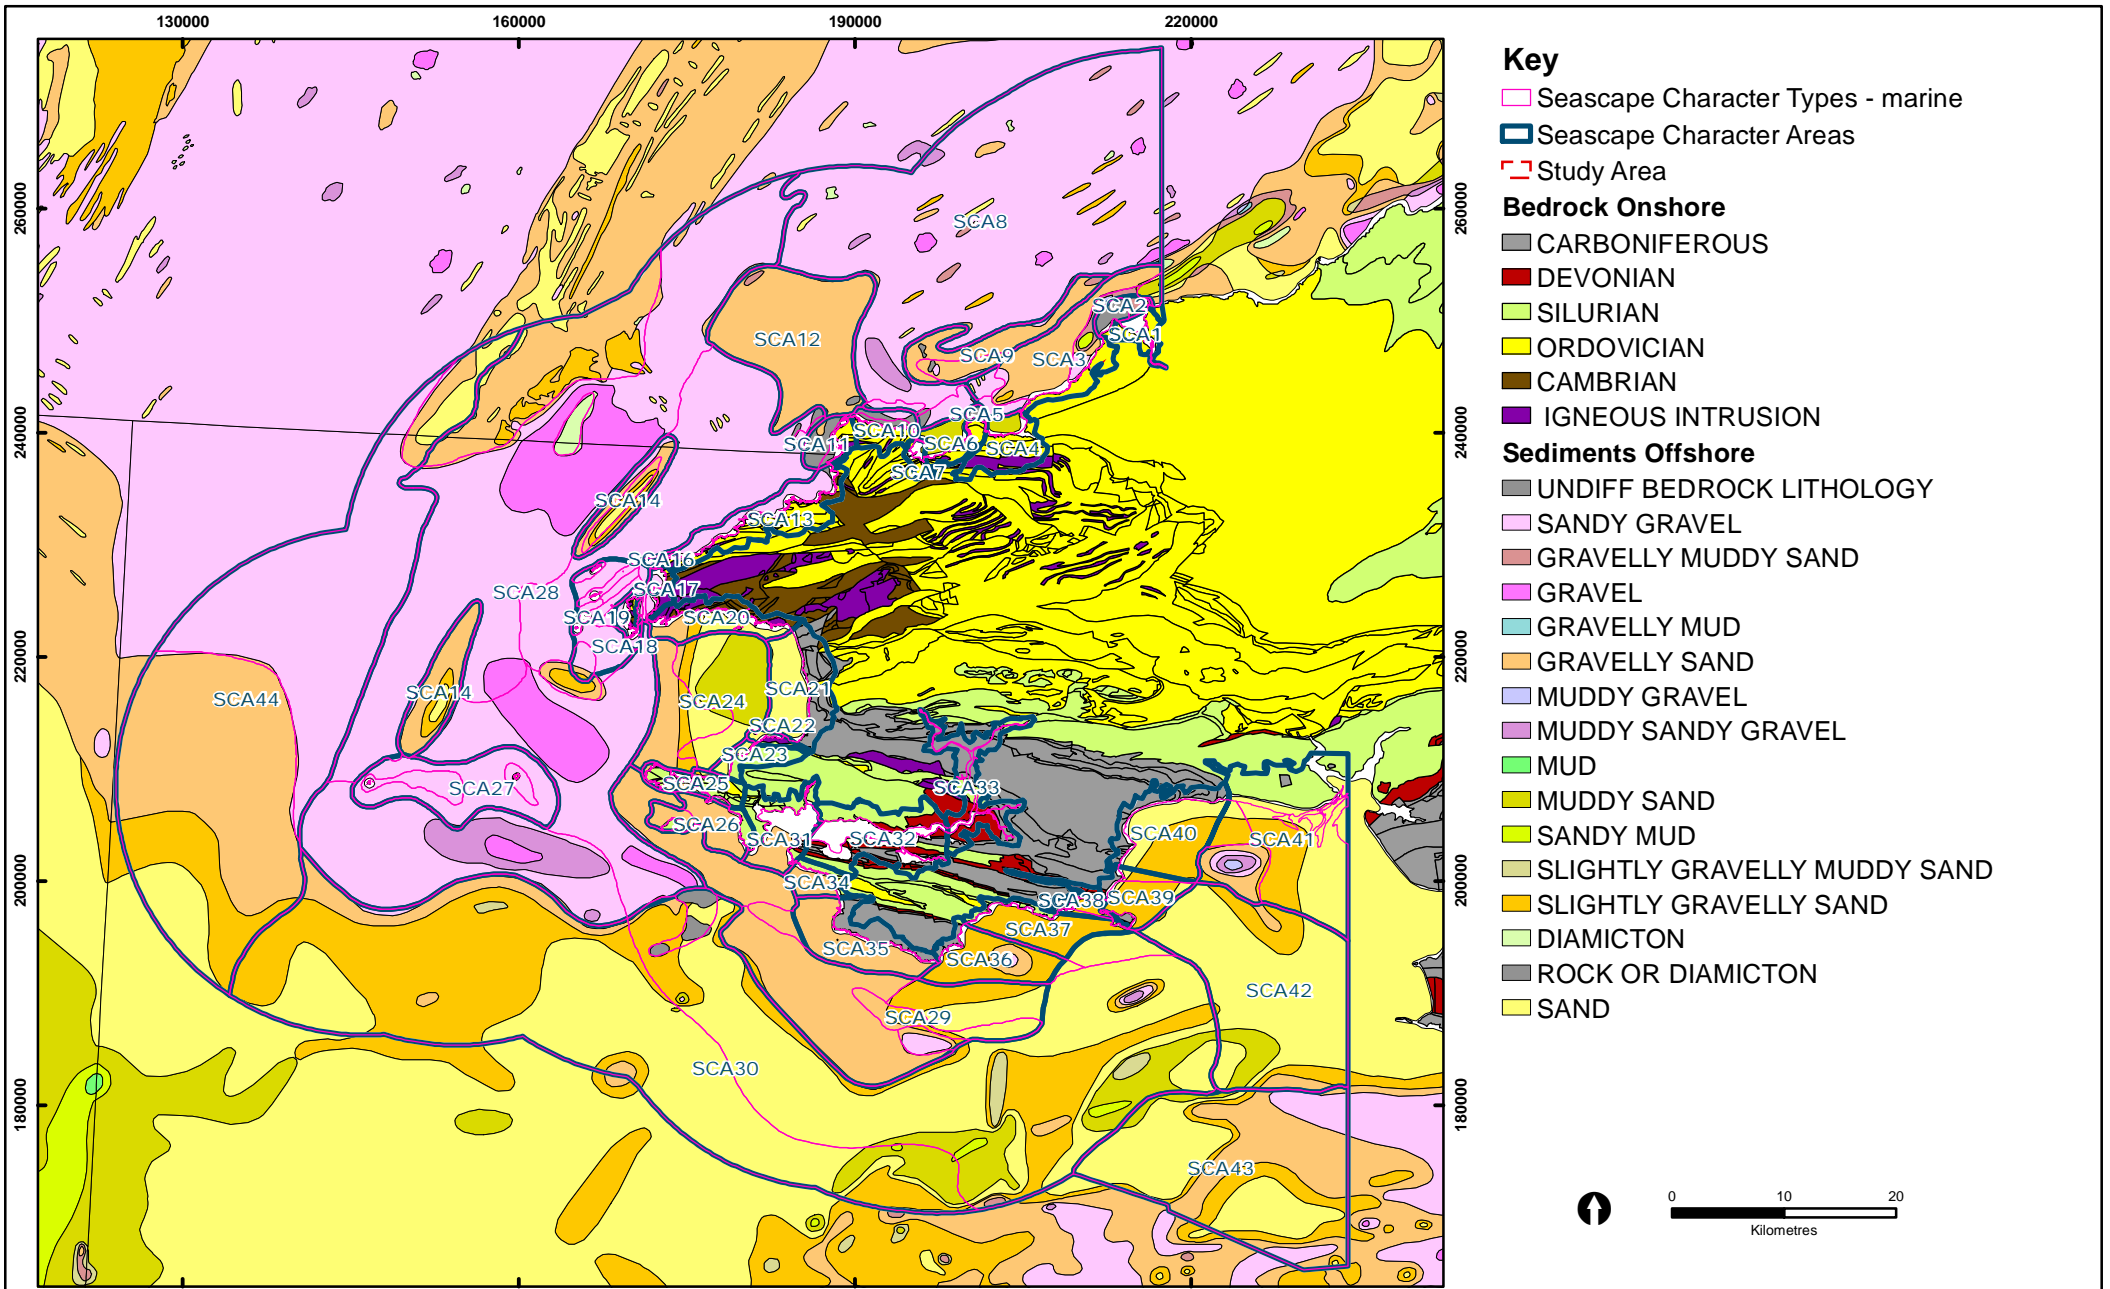 130000 160000 190000 220000
Key
Seascape Character Types - marine
Seascape Character Areas
Study Area
Bedrock Onshore
CARBONIFEROUS
DEVONIAN
SILURIAN
ORDOVICIAN
CAMBRIAN
IGNEOUS INTRUSION
Sediments Offshore
UNDIFF BEDROCK LITHOLOGY
SANDY GRAVEL
GRAVELLY MUDDY SAND
GRAVEL
GRAVELLY MUD
GRAVELLY SAND
MUDDY GRAVEL
MUDDY SANDY GRAVEL
MUD
MUDDY SAND
SANDY MUD
SLIGHTLY GRAVELLY MUDDY SAND
SLIGHTLY GRAVELLY SAND
DIAMICTON
ROCK OR DIAMICTON
SAND
0 10 20
Kilometres
260000 260000
240000 240000
220000 220000
200000 200000
180000 180000
SCA8
SCA2
SCA1
SCA12
SCA9
SCA3
SCA5
SCA10
SCA11
SCA6
SCA4
SCA7
SCA14
SCA13
SCA16
SCA17
SCA28
SCA19
SCA20
SCA18
SCA44
SCA14
SCA24
SCA21
SCA22
SCA23
SCA25
SCA27
SCA33
SCA26
SCA31
SCA32
SCA40
SCA41
SCA34
SCA38
SCA39
SCA37
SCA35
SCA36
SCA42
SCA29
SCA30
SCA43